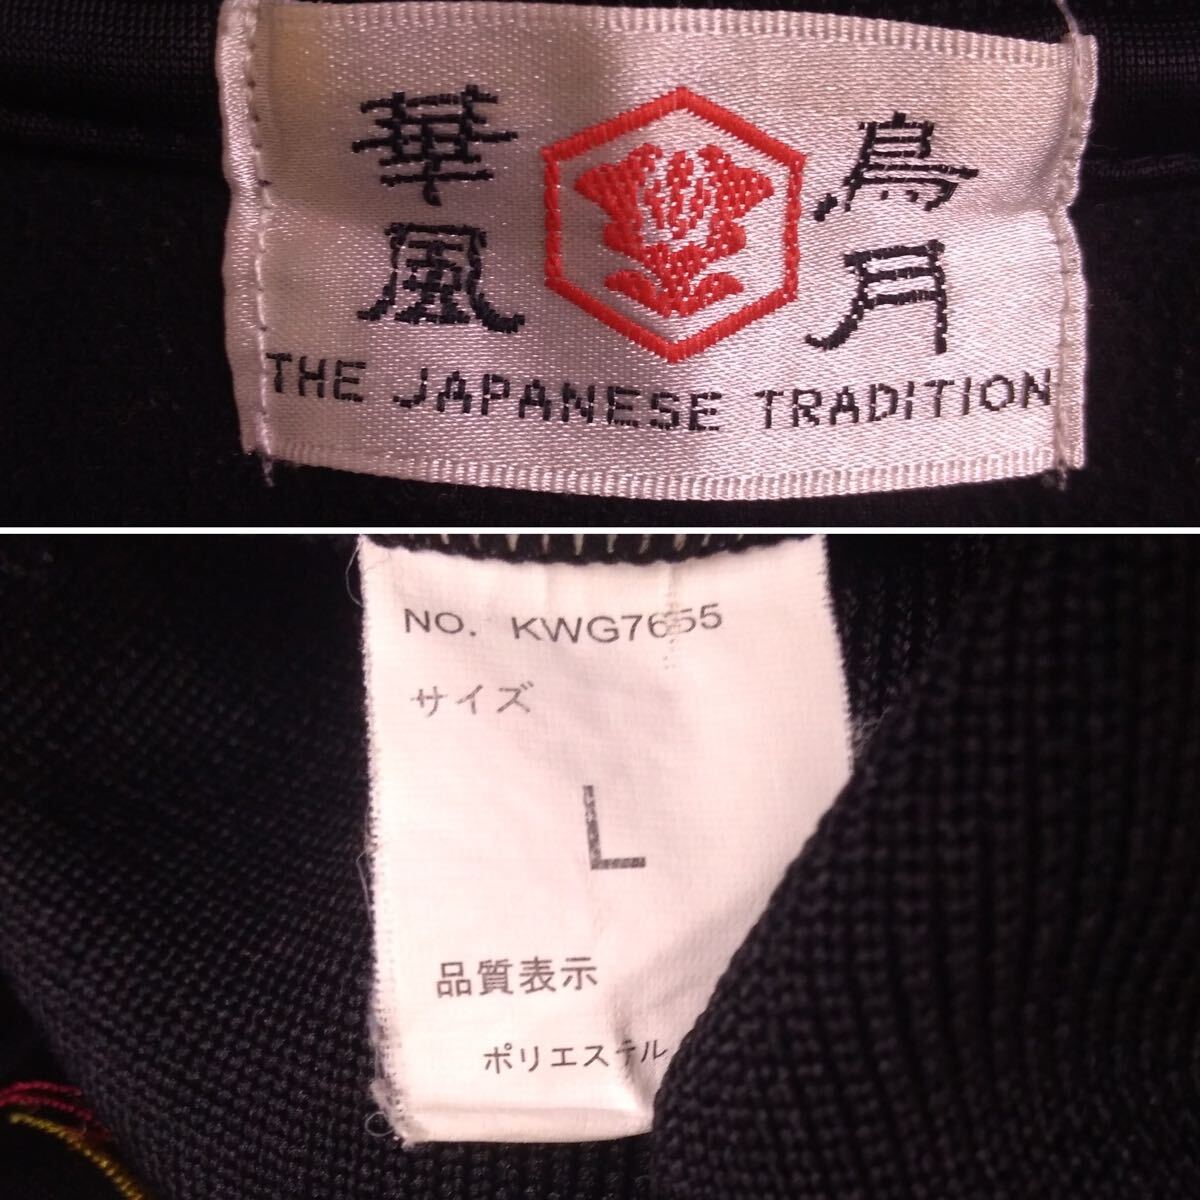 華鳥
風月
THE JAPANESE TRADITION
NO. KWG7655
サイズ
L
品質表示
ポリエステル